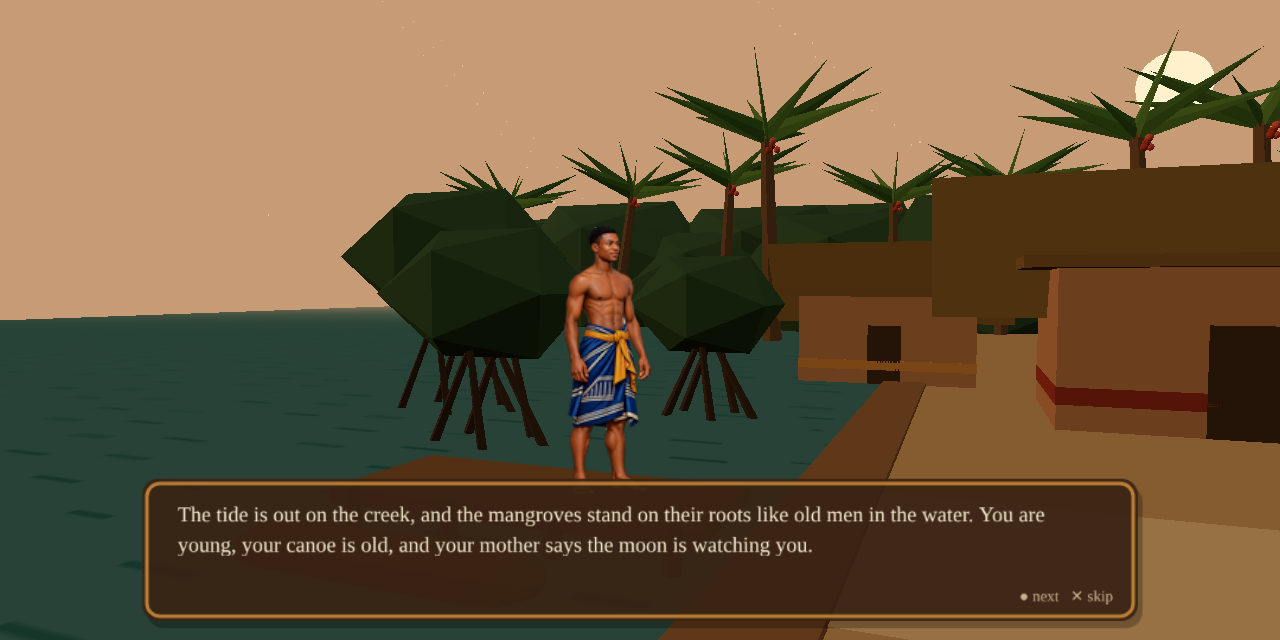 The tide is out on the creek, and the mangroves stand on their roots like old men in the water. You are
young, your canoe is old, and your mother says the moon is watching you.
● next ✕ skip